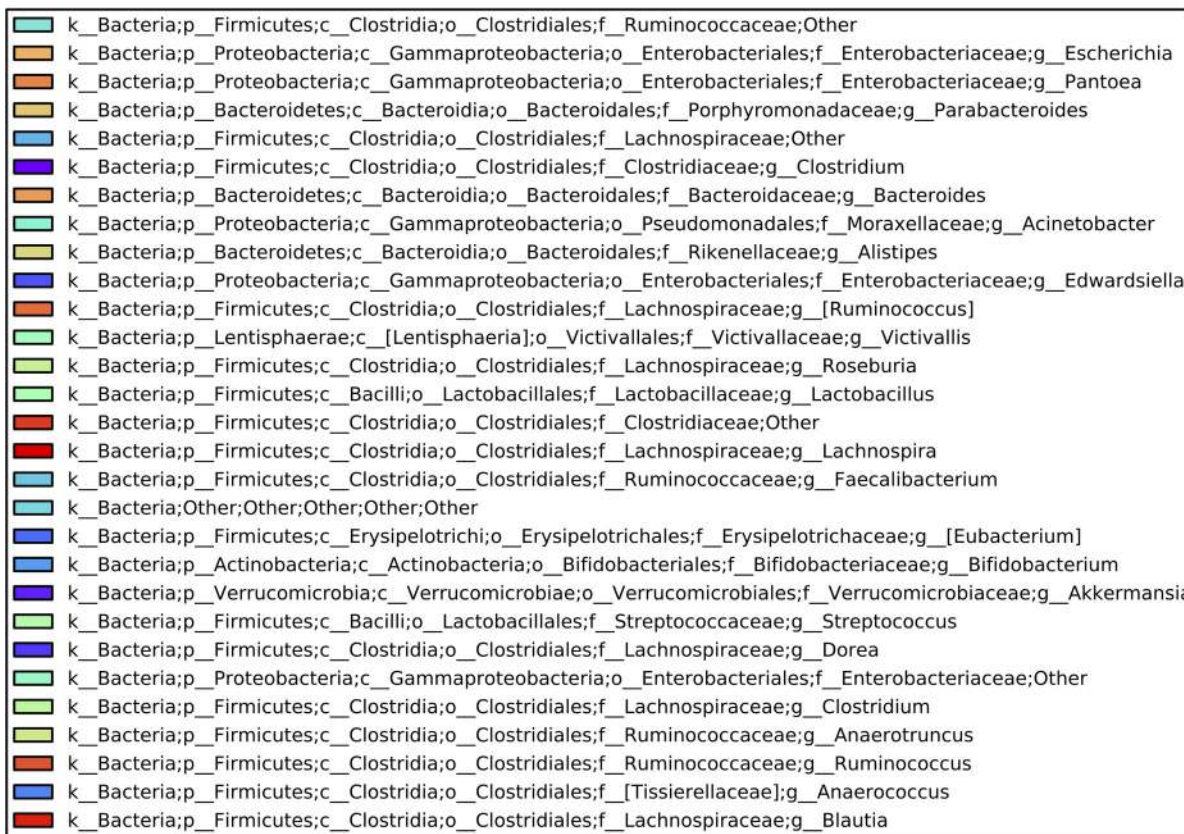 k__Bacteria;p__Firmicutes;c__Clostridia;o__Clostridiales;f__Ruminococcaceae;Other
k__Bacteria;p__Proteobacteria;c__Gammaproteobacteria;o__Enterobacteriales;f__Enterobacteriaceae;g__Escherichia
k__Bacteria;p__Proteobacteria;c__Gammaproteobacteria;o__Enterobacteriales;f__Enterobacteriaceae;g__Pantoea
k__Bacteria;p__Bacteroidetes;c__Bacteroidia;o__Bacteroidales;f__Porphyromonadaceae;g__Parabacteroides
k__Bacteria;p__Firmicutes;c__Clostridia;o__Clostridiales;f__Lachnospiraceae;Other
k__Bacteria;p__Firmicutes;c__Clostridia;o__Clostridiales;f__Clostridiaceae;g__Clostridium
k__Bacteria;p__Bacteroidetes;c__Bacteroidia;o__Bacteroidales;f__Bacteroidaceae;g__Bacteroides
k__Bacteria;p__Proteobacteria;c__Gammaproteobacteria;o__Pseudomonadales;f__Moraxellaceae;g__Acinetobacter
k__Bacteria;p__Bacteroidetes;c__Bacteroidia;o__Bacteroidales;f__Rikenellaceae;g__Alistipes
k__Bacteria;p__Proteobacteria;c__Gammaproteobacteria;o__Enterobacteriales;f__Enterobacteriaceae;g__Edwardsiella
k__Bacteria;p__Firmicutes;c__Clostridia;o__Clostridiales;f__Lachnospiraceae;g__[Ruminococcus]
k__Bacteria;p__Lentisphaerae;c__[Lentisphaeria];o__Victivallales;f__Victivallaceae;g__Victivallis
k__Bacteria;p__Firmicutes;c__Clostridia;o__Clostridiales;f__Lachnospiraceae;g__Roseburia
k__Bacteria;p__Firmicutes;c__Bacilli;o__Lactobacillales;f__Lactobacillaceae;g__Lactobacillus
k__Bacteria;p__Firmicutes;c__Clostridia;o__Clostridiales;f__Clostridiaceae;Other
k__Bacteria;p__Firmicutes;c__Clostridia;o__Clostridiales;f__Lachnospiraceae;g__Lachnospira
k__Bacteria;p__Firmicutes;c__Clostridia;o__Clostridiales;f__Ruminococcaceae;g__Faecalibacterium
k__Bacteria;Other;Other;Other;Other;Other
k__Bacteria;p__Firmicutes;c__Erysipelotrichi;o__Erysipelotrichales;f__Erysipelotrichaceae;g__[Eubacterium]
k__Bacteria;p__Actinobacteria;c__Actinobacteria;o__Bifidobacteriales;f__Bifidobacteriaceae;g__Bifidobacterium
k__Bacteria;p__Verrucomicrobia;c__Verrucomicrobiae;o__Verrucomicrobiales;f__Verrucomicrobiaceae;g__Akkermansia
k__Bacteria;p__Firmicutes;c__Bacilli;o__Lactobacillales;f__Streptococcaceae;g__Streptococcus
k__Bacteria;p__Firmicutes;c__Clostridia;o__Clostridiales;f__Lachnospiraceae;g__Dorea
k__Bacteria;p__Proteobacteria;c__Gammaproteobacteria;o__Enterobacteriales;f__Enterobacteriaceae;Other
k__Bacteria;p__Firmicutes;c__Clostridia;o__Clostridiales;f__Lachnospiraceae;g__Clostridium
k__Bacteria;p__Firmicutes;c__Clostridia;o__Clostridiales;f__Ruminococcaceae;g__Anaerotruncus
k__Bacteria;p__Firmicutes;c__Clostridia;o__Clostridiales;f__Ruminococcaceae;g__Ruminococcus
k__Bacteria;p__Firmicutes;c__Clostridia;o__Clostridiales;f__[Tissierellaceae];g__Anaerococcus
k__Bacteria;p__Firmicutes;c__Clostridia;o__Clostridiales;f__Lachnospiraceae;g__Blautia